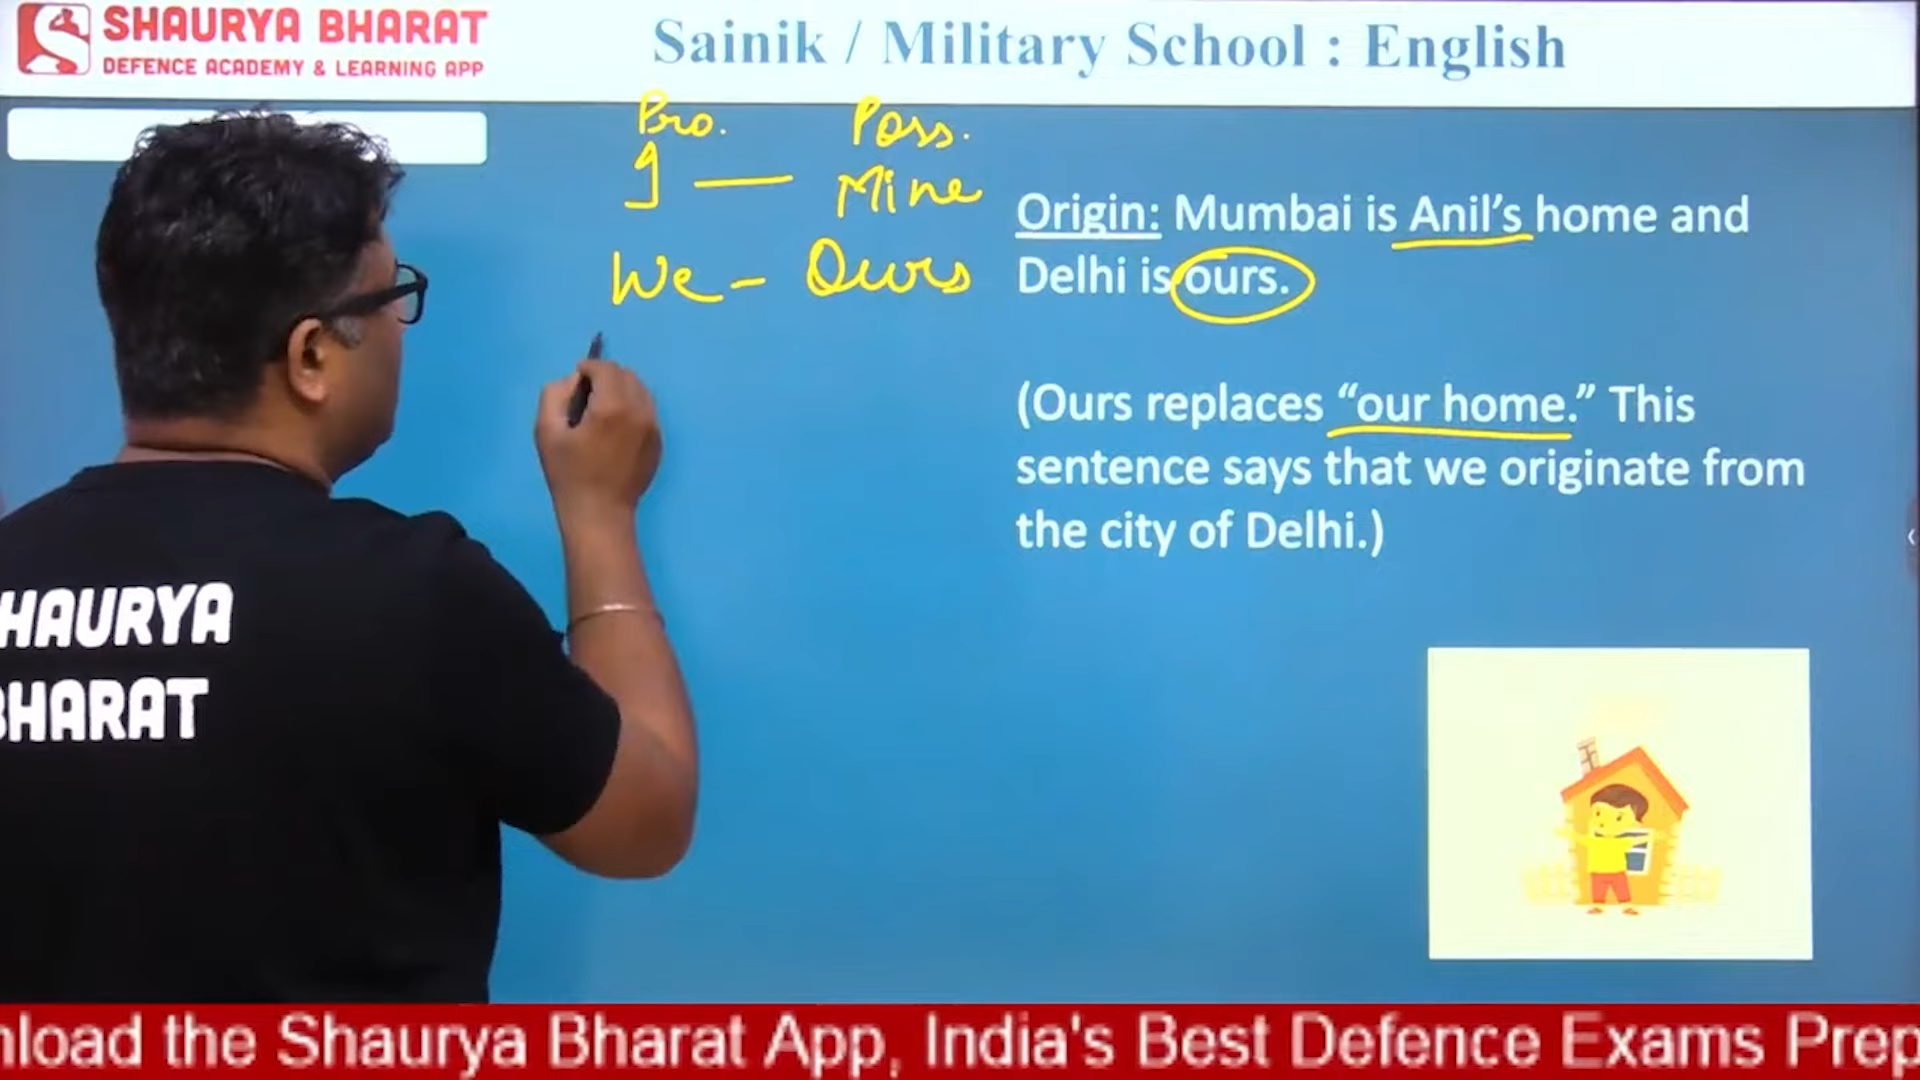 SHAURYA BHARAT
DEFENCE ACADEMY & LEARNING APP
Sainik / Military School : English
Pro. Poss.
I — Mine
We – Ours
Origin: Mumbai is Anil’s home and
Delhi is ours.
(Ours replaces “our home.” This
sentence says that we originate from
the city of Delhi.)
HAURYA
BHARAT
nload the Shaurya Bharat App, India's Best Defence Exams Prep